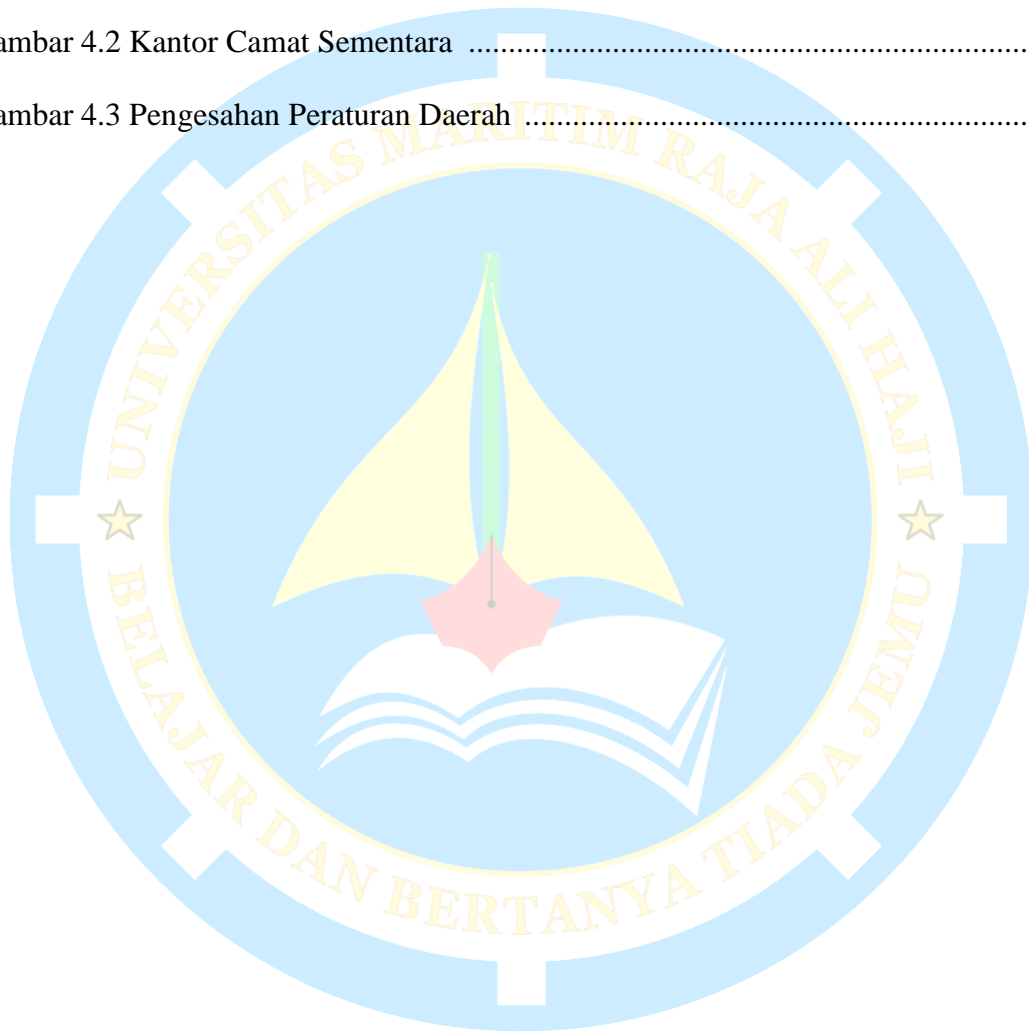 ambar 4.2 Kantor Camat Sementara ........................................................................
ambar 4.3 Pengesahan Peraturan Daerah .................................................................
UNIVERSITAS MARITIM RAJA ALI HAJI
BELAJAR DAN BERTANYA TIADA JEMU